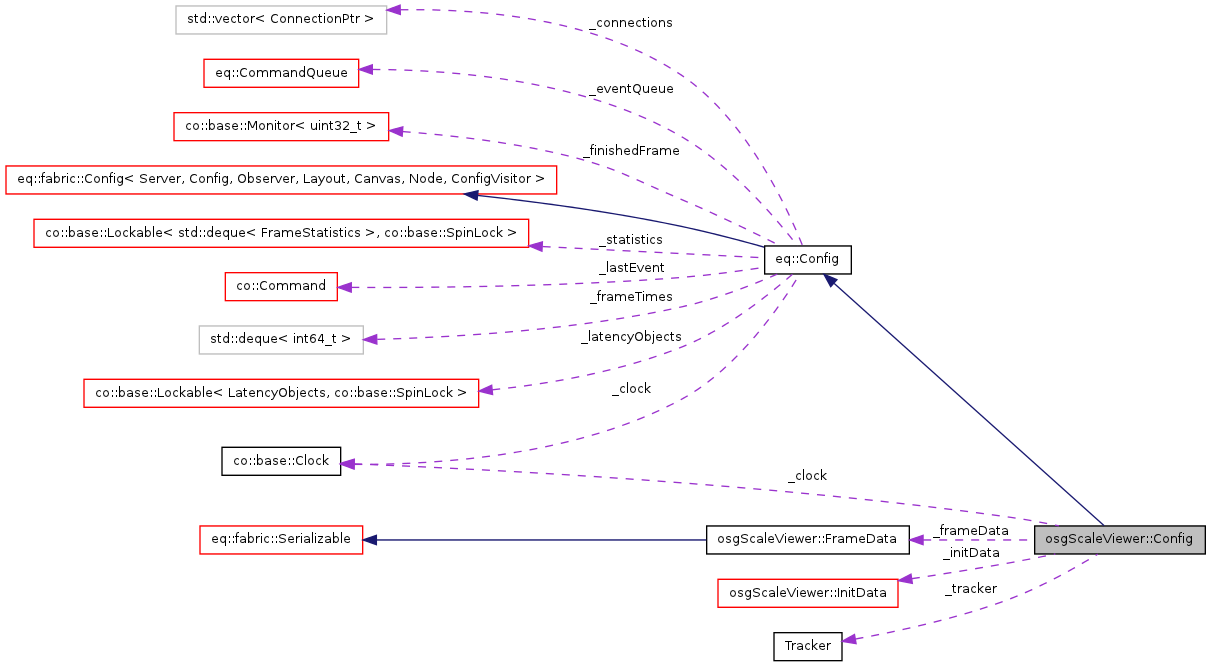 std::vector< ConnectionPtr >
_connections
eq::CommandQueue
_eventQueue
co::base::Monitor< uint32_t >
_finishedFrame
eq::fabric::Config< Server, Config, Observer, Layout, Canvas, Node, ConfigVisitor >
co::base::Lockable< std::deque< FrameStatistics >, co::base::SpinLock >
_statistics
eq::Config
_lastEvent
co::Command
_frameTimes
std::deque< int64_t >
_latencyObjects
co::base::Lockable< LatencyObjects, co::base::SpinLock >
_clock
co::base::Clock
_clock
eq::fabric::Serializable
osgScaleViewer::FrameData
_frameData
osgScaleViewer::Config
_initData
osgScaleViewer::InitData
_tracker
Tracker